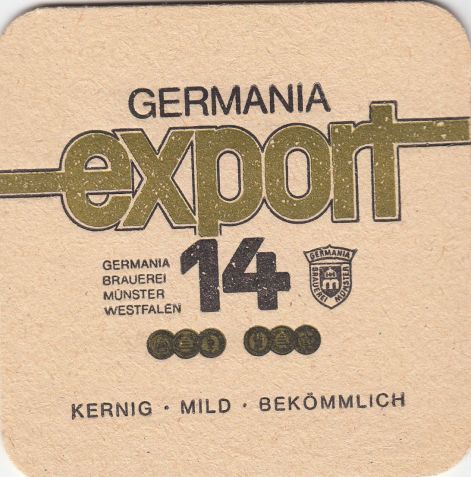 GERMANIA
export
14
GERMANIA
BRAUEREI
MÜNSTER
WESTFALEN
GERMANIA
BRAUEREI
MÜNSTER
KERNIG · MILD · BEKÖMMLICH